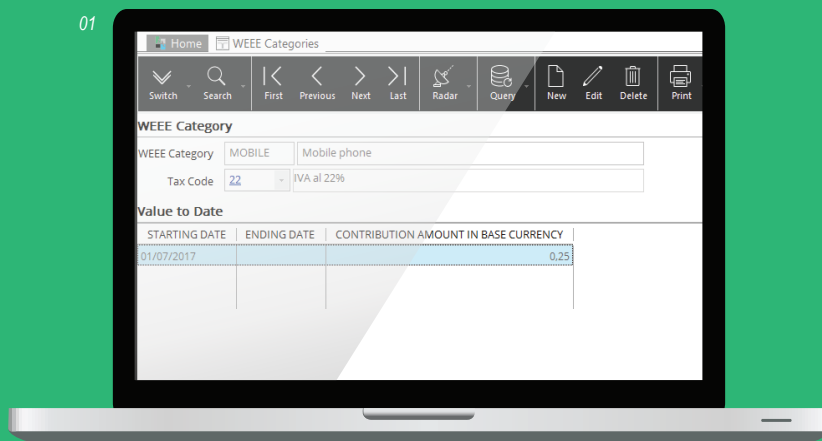 01
Home WEEE Categories
Switch Search First Previous Next Last Radar Query New Edit Delete Print
WEEE Category
WEEE Category MOBILE Mobile phone
Tax Code 22 IVA al 22%
Value to Date
STARTING DATE ENDING DATE CONTRIBUTION AMOUNT IN BASE CURRENCY
01/07/2017 0,25